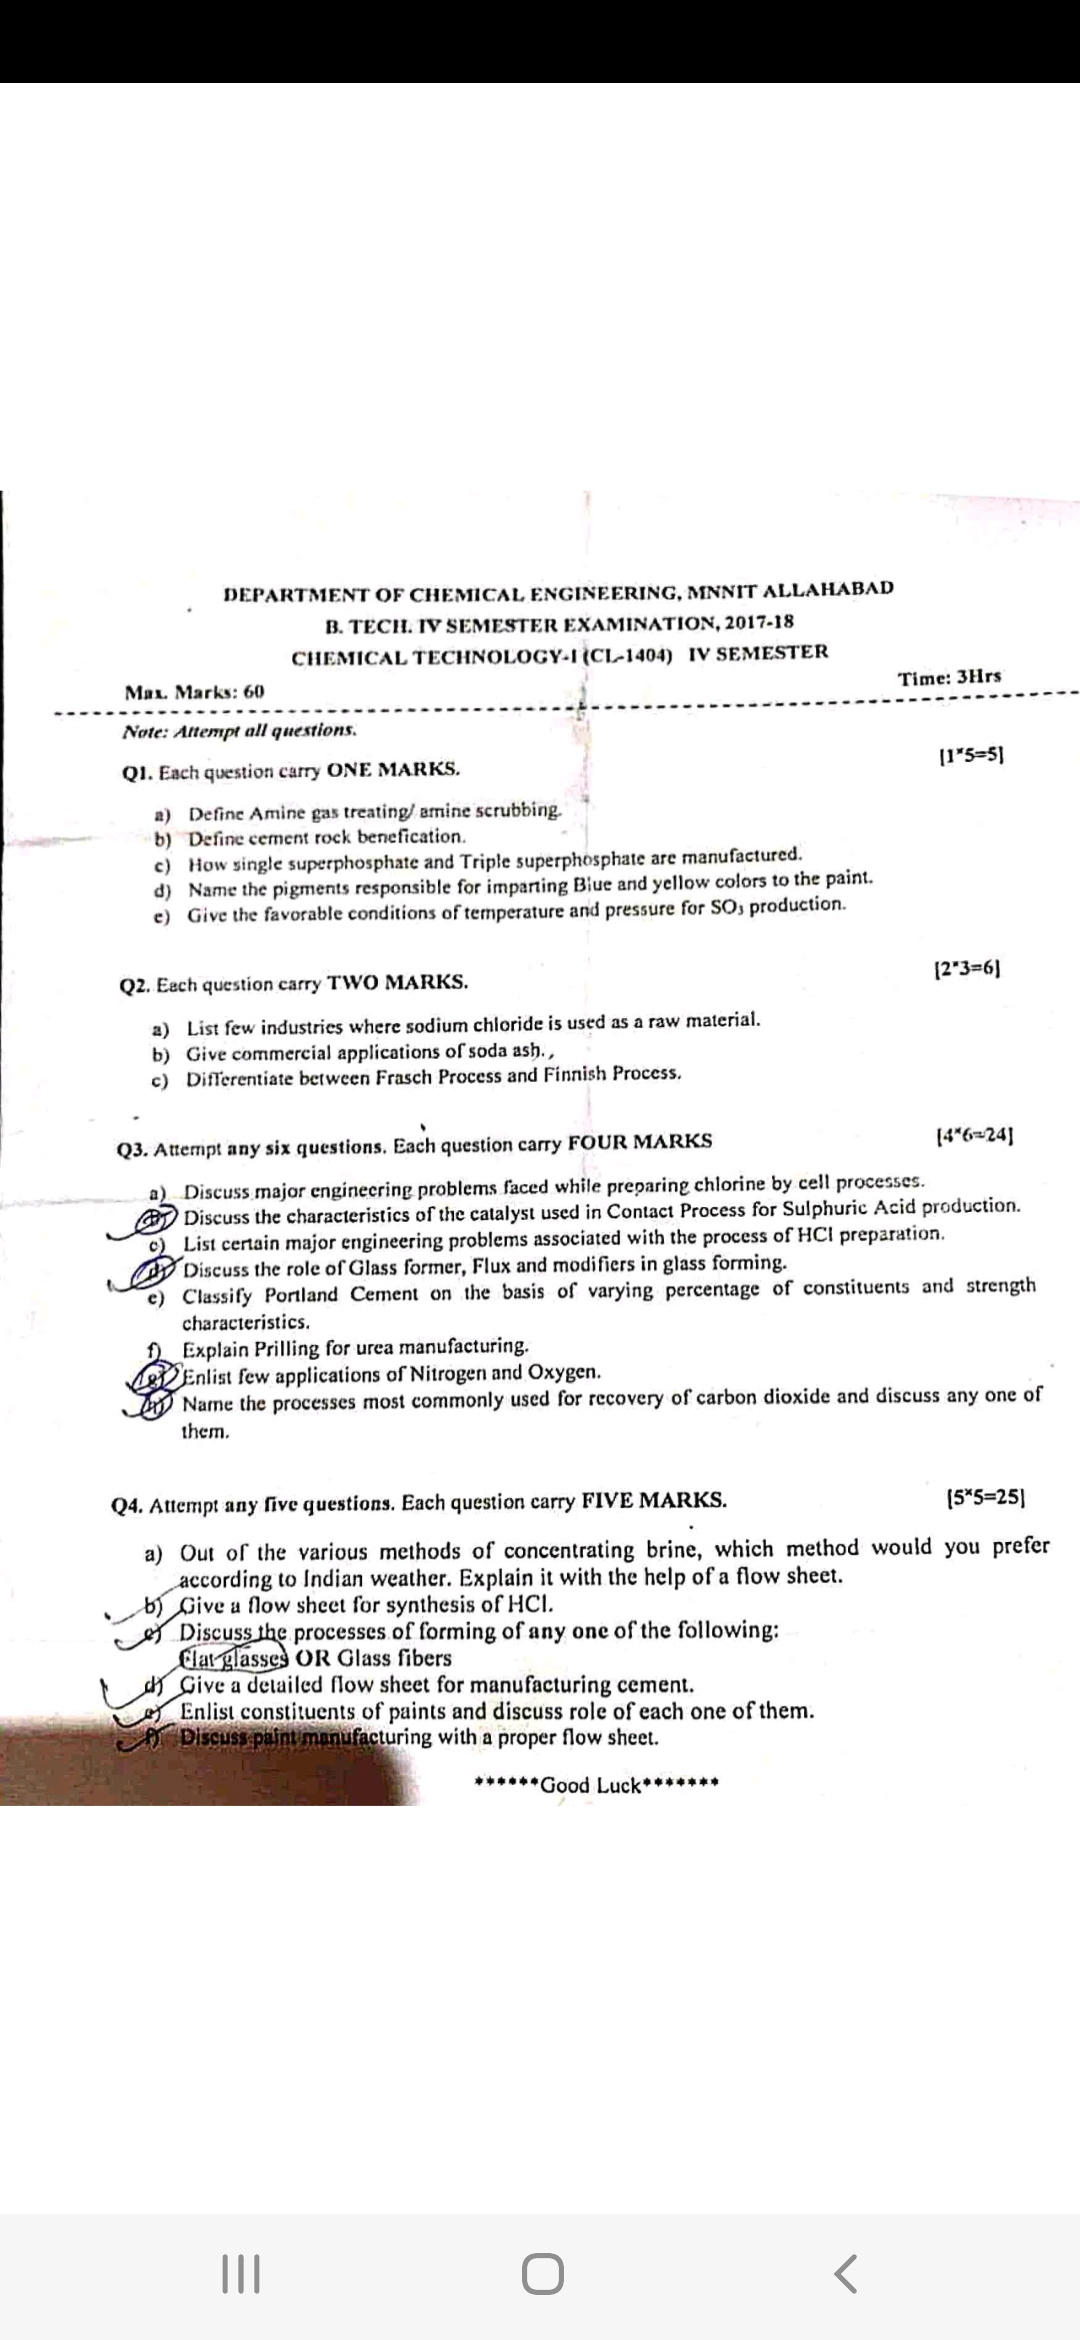 DEPARTMENT OF CHEMICAL ENGINEERING, MNNIT ALLAHABAD
B. TECH. IV SEMESTER EXAMINATION, 2017-18
CHEMICAL TECHNOLOGY-I (CL-1404) IV SEMESTER
Max. Marks: 60 Time: 3Hrs
Note: Attempt all questions.
Q1. Each question carry ONE MARKS. [1*5=5]
a) Define Amine gas treating/ amine scrubbing.
b) Define cement rock benefication.
c) How single superphosphate and Triple superphosphate are manufactured.
d) Name the pigments responsible for imparting Blue and yellow colors to the paint.
e) Give the favorable conditions of temperature and pressure for SO₃ production.
Q2. Each question carry TWO MARKS. [2*3=6]
a) List few industries where sodium chloride is used as a raw material.
b) Give commercial applications of soda ash.,
c) Differentiate between Frasch Process and Finnish Process.
Q3. Attempt any six questions. Each question carry FOUR MARKS [4*6=24]
a) Discuss major engineering problems faced while preparing chlorine by cell processes.
b) Discuss the characteristics of the catalyst used in Contact Process for Sulphuric Acid production.
c) List certain major engineering problems associated with the process of HCl preparation.
d) Discuss the role of Glass former, Flux and modifiers in glass forming.
e) Classify Portland Cement on the basis of varying percentage of constituents and strength
characteristics.
f) Explain Prilling for urea manufacturing.
g) Enlist few applications of Nitrogen and Oxygen.
h) Name the processes most commonly used for recovery of carbon dioxide and discuss any one of
them.
Q4. Attempt any five questions. Each question carry FIVE MARKS. [5*5=25]
a) Out of the various methods of concentrating brine, which method would you prefer
according to Indian weather. Explain it with the help of a flow sheet.
b) Give a flow sheet for synthesis of HCl.
c) Discuss the processes of forming of any one of the following:
Flat glasses OR Glass fibers
d) Give a detailed flow sheet for manufacturing cement.
e) Enlist constituents of paints and discuss role of each one of them.
f) Discuss paint manufacturing with a proper flow sheet.
******Good Luck*******